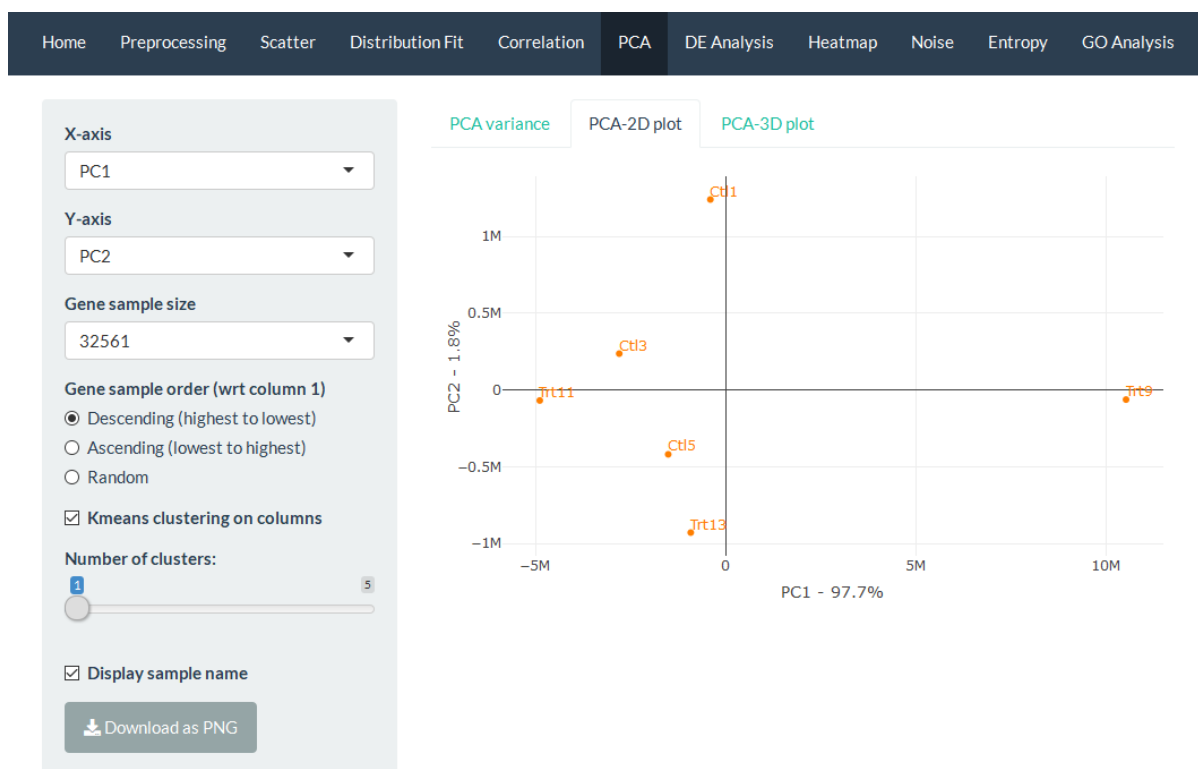 Home Preprocessing Scatter Distribution Fit Correlation PCA DE Analysis Heatmap Noise Entropy GO Analysis
X-axis
PC1
Y-axis
PC2
Gene sample size
32561
Gene sample order (wrt column 1)
Descending (highest to lowest)
Ascending (lowest to highest)
Random
Kmeans clustering on columns
Number of clusters:
1 5
Display sample name
Download as PNG
PCA variance PCA-2D plot PCA-3D plot
Ctl1
1M
0.5M
Ctl3
PC2 - 1.8%
0
Trt11
Trt9
Ctl5
−0.5M
Trt13
−1M
−5M 0 5M 10M
PC1 - 97.7%